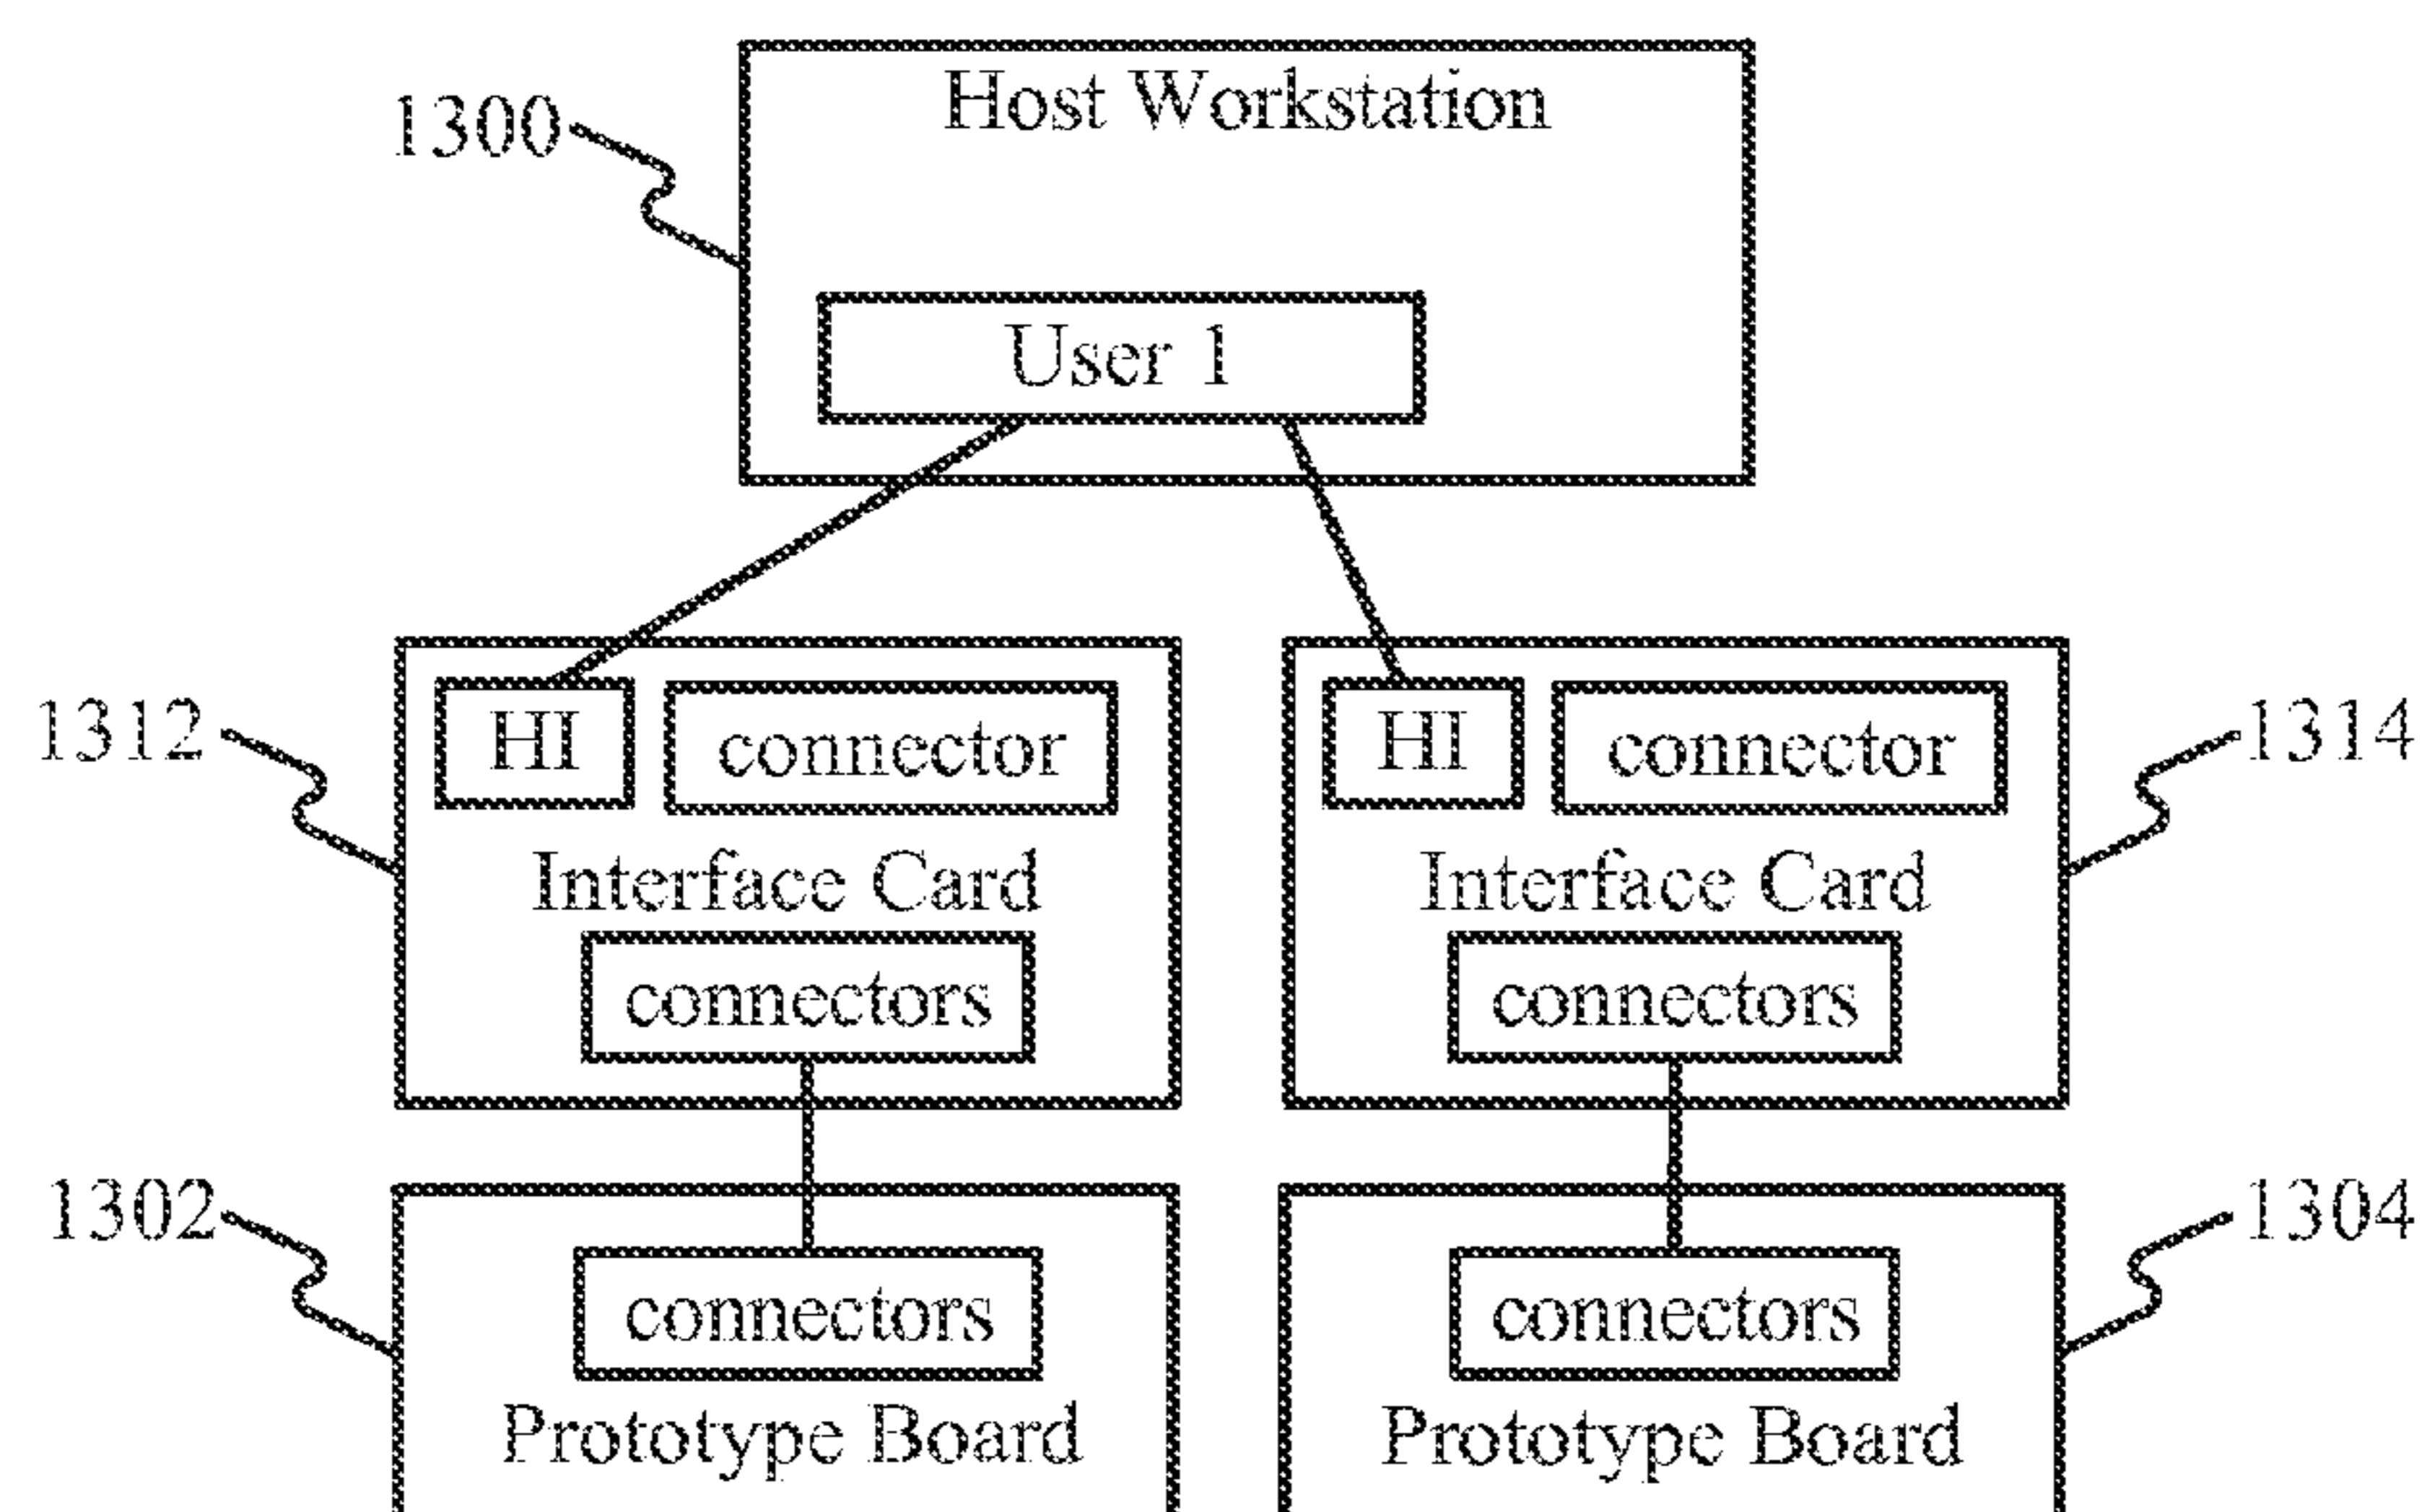 Host Workstation
1300
User 1
HI connector HI connector
1312 1314
Interface Card Interface Card
connectors connectors
1302 1304
connectors connectors
Prototype Board Prototype Board